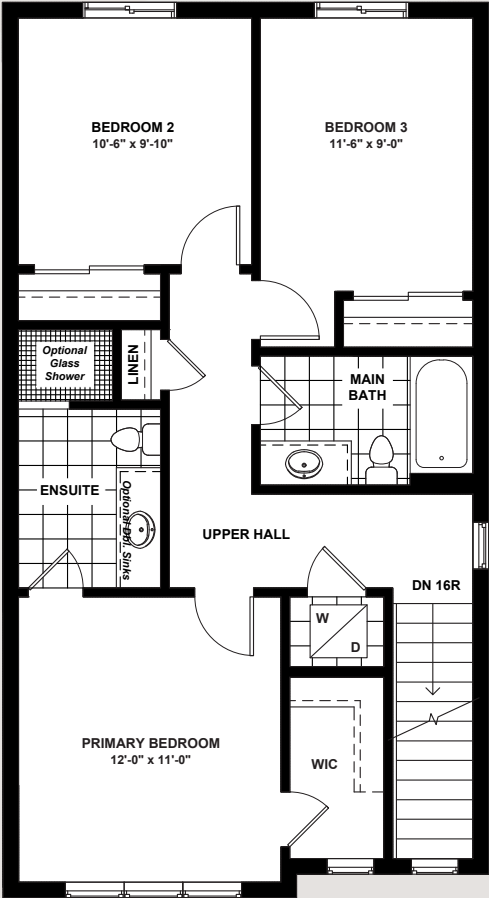 BEDROOM 2
10'-6" x 9'-10"
BEDROOM 3
11'-6" x 9'-0"
Optional
Glass
Shower
LINEN
MAIN
BATH
ENSUITE
Optional Dbl. Sinks
UPPER HALL
DN 16R
W
D
PRIMARY BEDROOM
12'-0" x 11'-0"
WIC